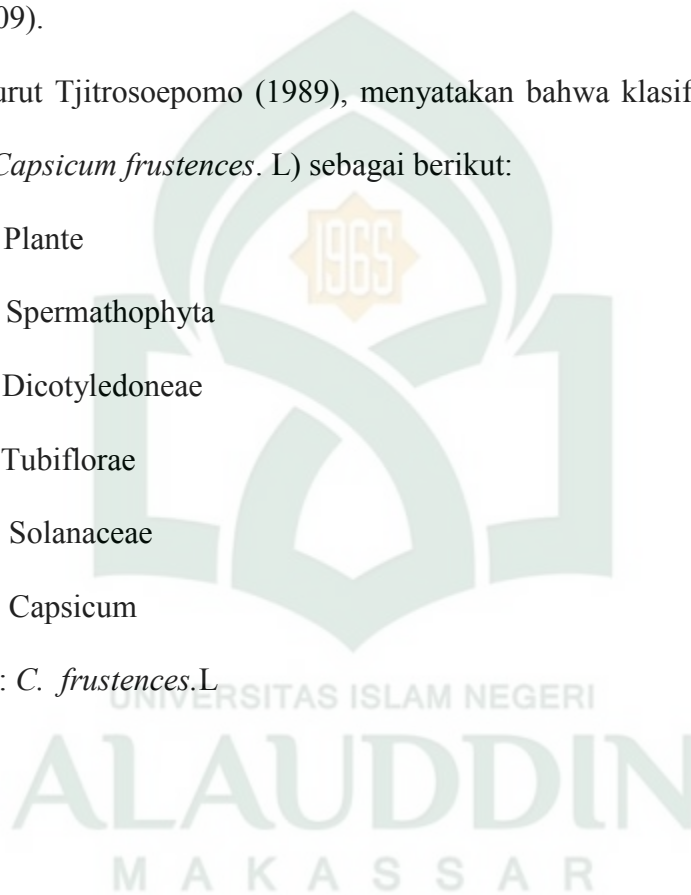 09).
urut Tjitrosoepomo (1989), menyatakan bahwa klasif
Capsicum frustences. L) sebagai berikut:
Plante
Spermathophyta
Dicotyledoneae
Tubiflorae
Solanaceae
Capsicum
: C. frustences.L
1965
UNIVERSITAS ISLAM NEGERI
ALAUDDIN
MAKASSAR